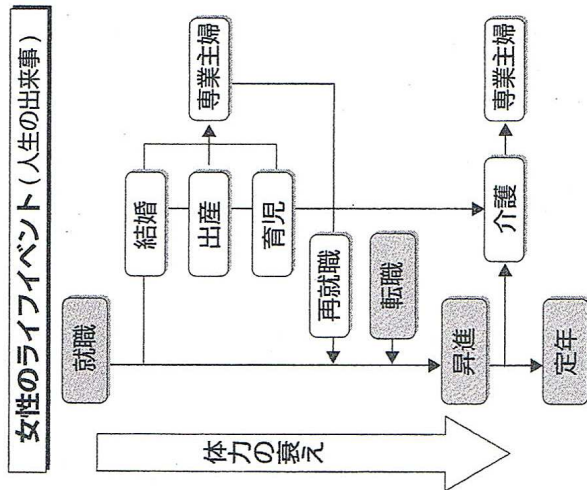 女性のライフイベント(人生の出来事)
就職
結婚
出産
育児
専業主婦
再就職
転職
昇進
介護
専業主婦
定年
体力の衰え